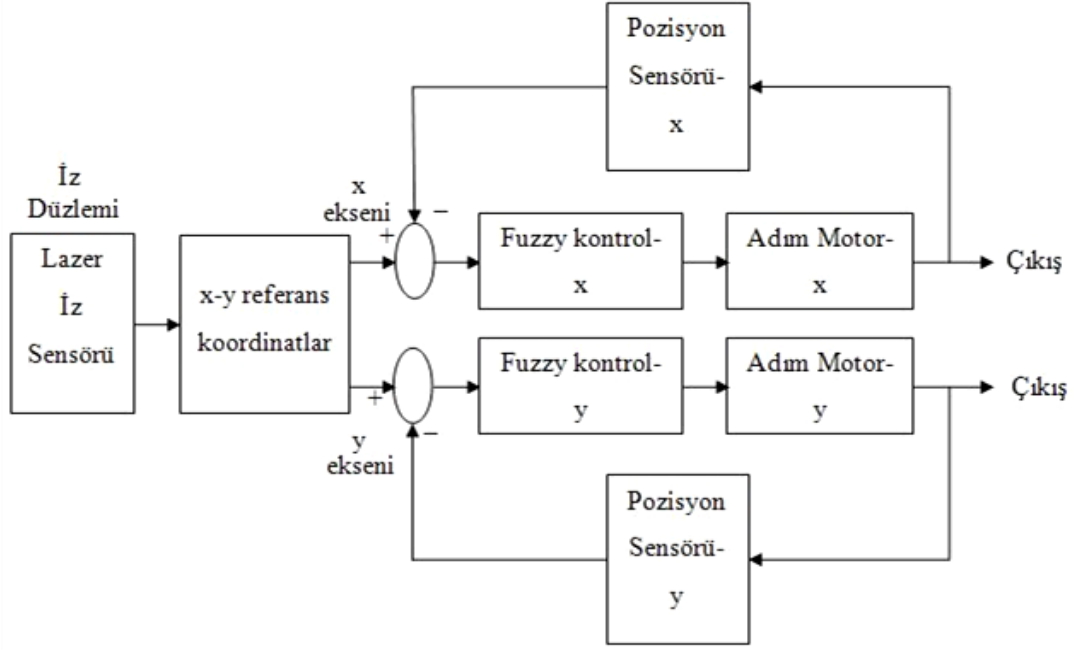 Pozisyon
Sensörü-
x
İz
Düzlemi
Lazer
İz
Sensörü
x-y referans
koordinatlar
x
ekseni
+
−
Fuzzy kontrol-
x
Adım Motor-
x
Çıkış
+
−
y
ekseni
Fuzzy kontrol-
y
Adım Motor-
y
Çıkış
Pozisyon
Sensörü-
y